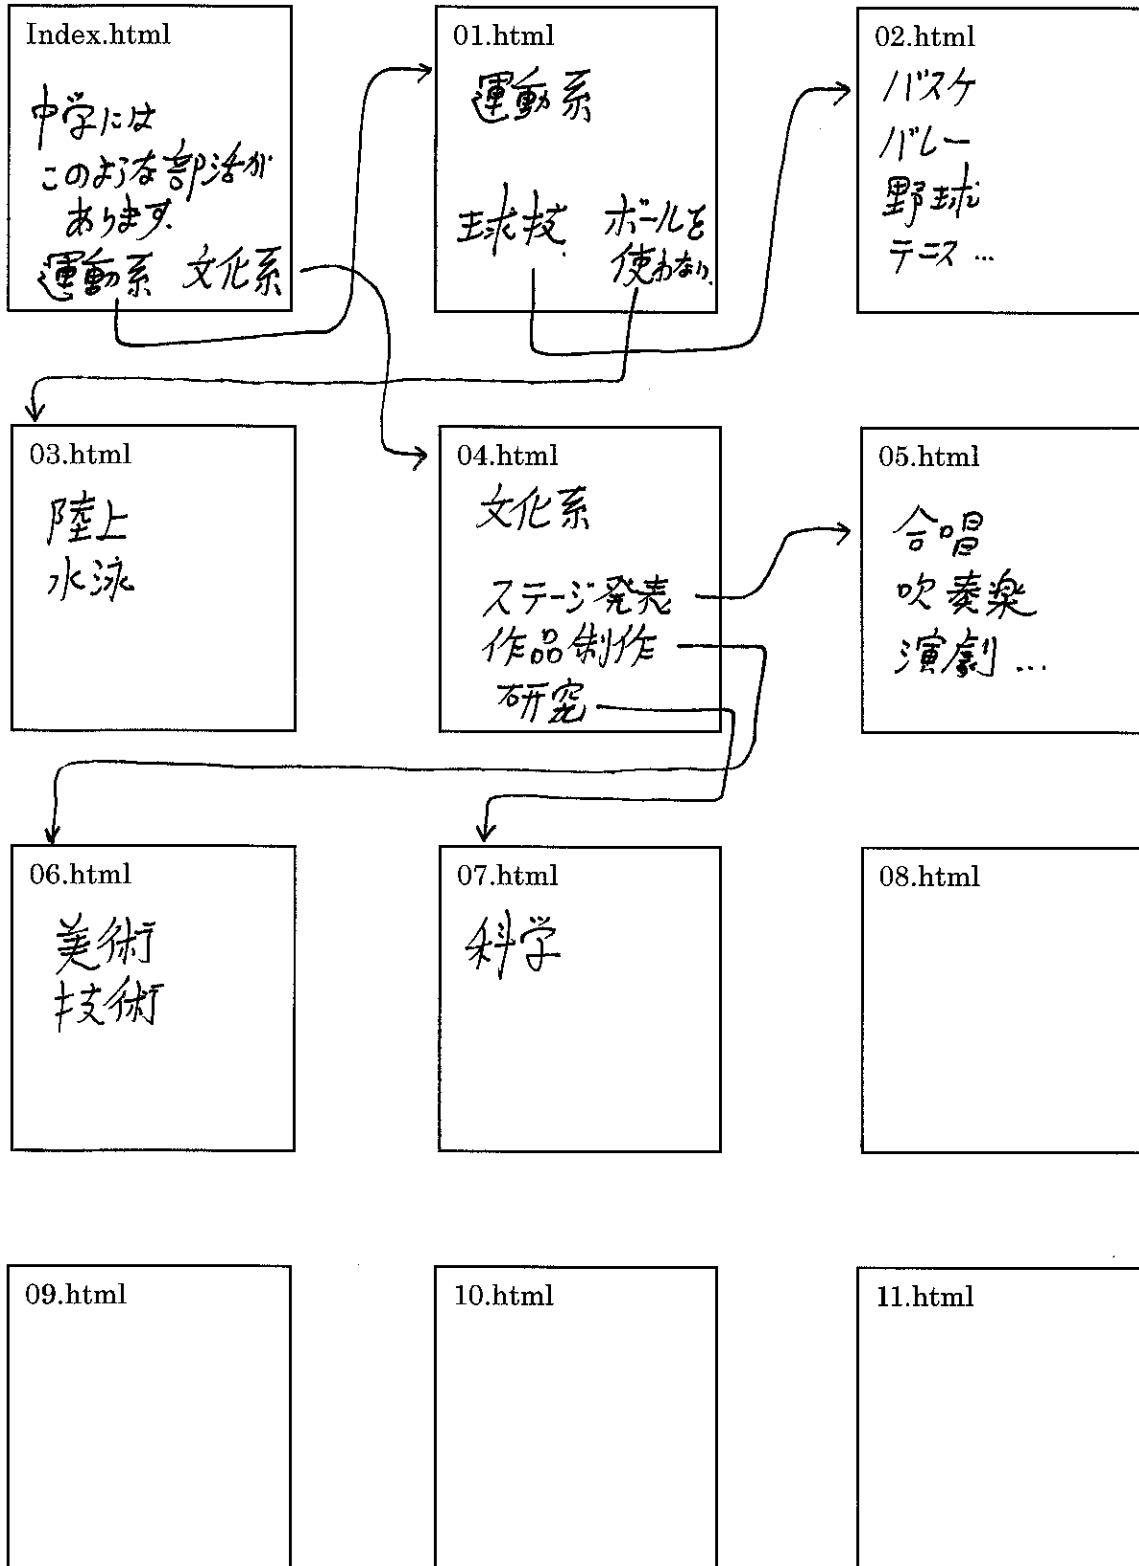 Index.html
中学には
このような部活が
あります.
運動系 文化系
01.html
運動系
球技. ボールを
使わない.
02.html
バスケ
バレー
野球
テニス …
03.html
陸上
水泳
04.html
文化系
ステージ発表
作品制作
研究
05.html
合唱
吹奏楽
演劇 …
06.html
美術
技術
07.html
科学
08.html
09.html
10.html
11.html